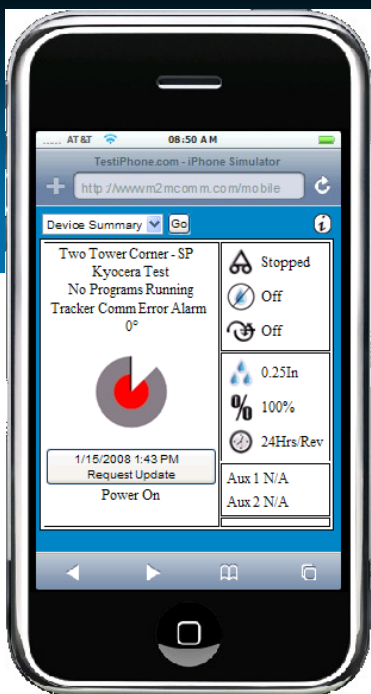 ..... AT&T 08:50 AM
TestiPhone.com - iPhone Simulator
http://wwwm2mcomm.com/mobile
Device Summary Go
Two Tower Corner - SP
Kyocera Test
No Programs Running
Tracker Comm Error Alarm
0°
1/15/2008 1:43 PM
Request Update
Power On
Stopped
Off
Off
0.25In
% 100%
24Hrs/Rev
Aux 1 N/A
Aux 2 N/A